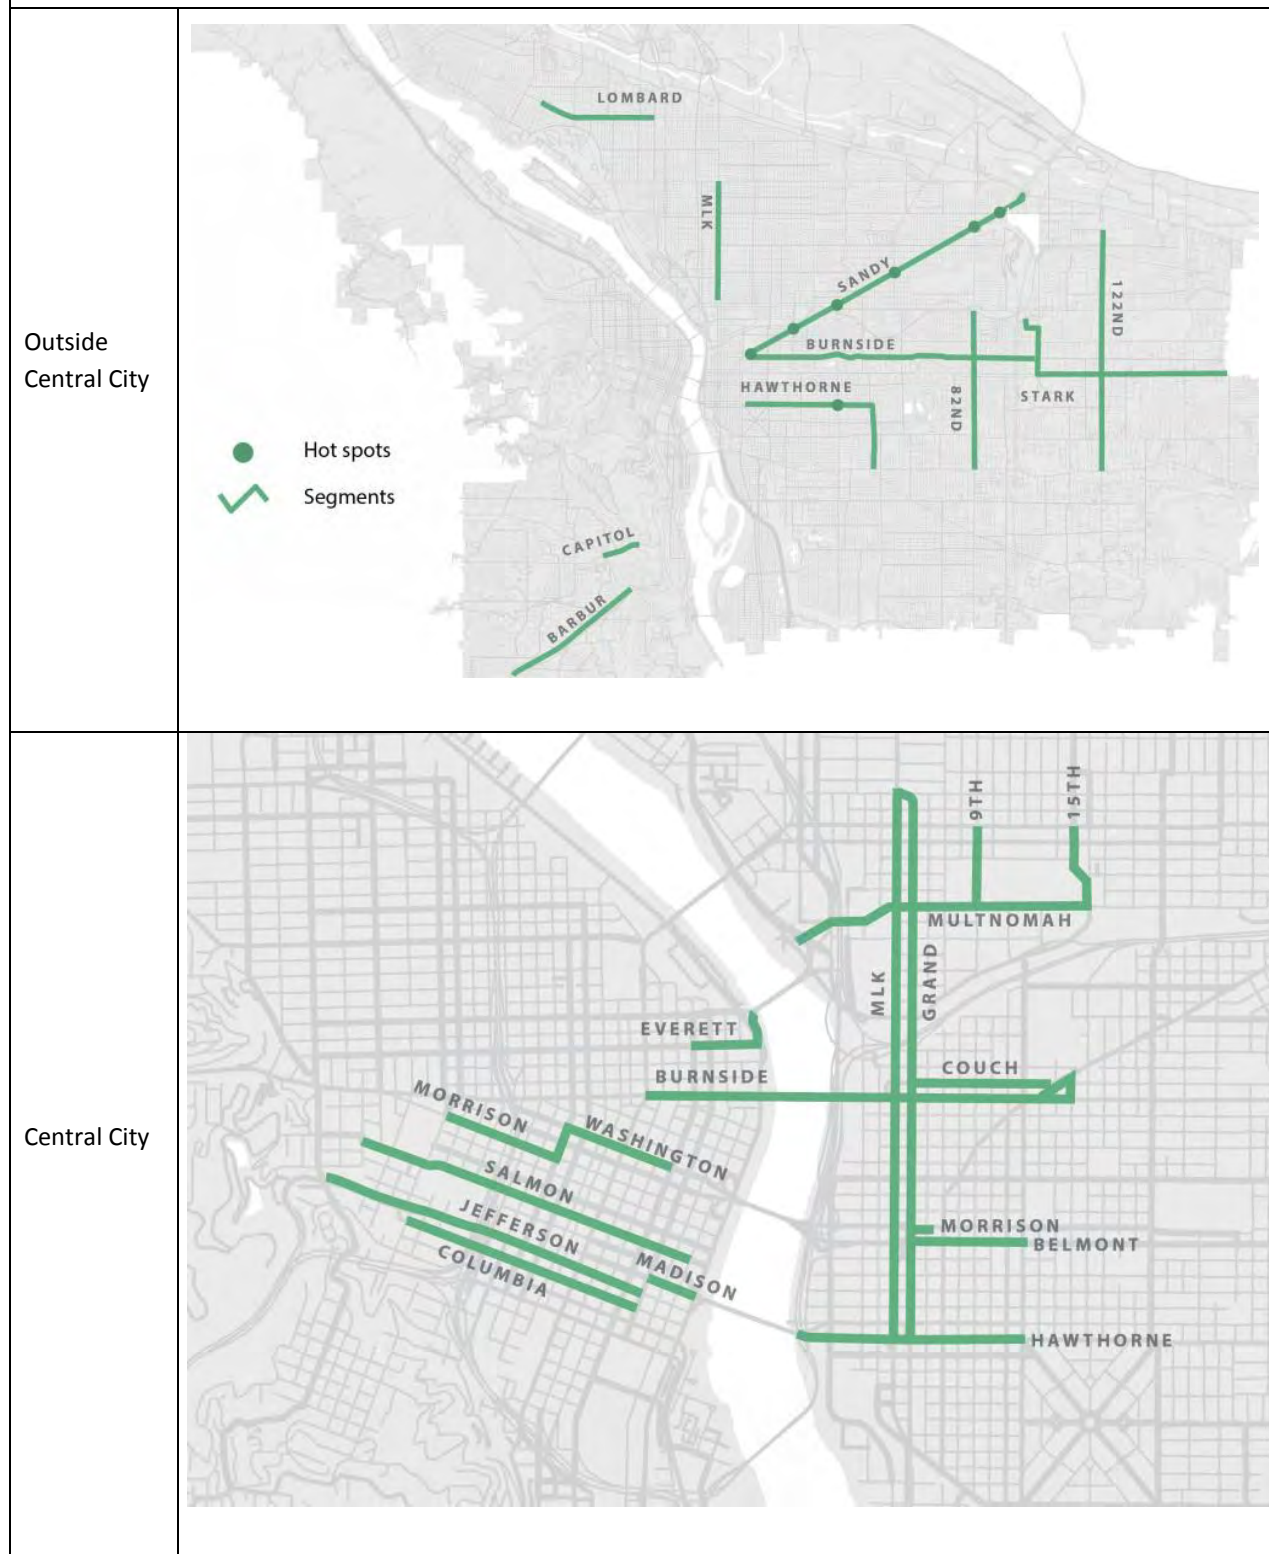 Outside
Central City
LOMBARD
MLK
SANDY
122ND
BURNSIDE
HAWTHORNE
82ND
STARK
Hot spots
Segments
CAPITOL
BARBUR
Central City
9TH
15TH
MULTNOMAH
MLK
GRAND
EVERETT
COUCH
BURNSIDE
MORRISON
WASHINGTON
SALMON
JEFFERSON
MORRISON
BELMONT
COLUMBIA
MADISON
HAWTHORNE